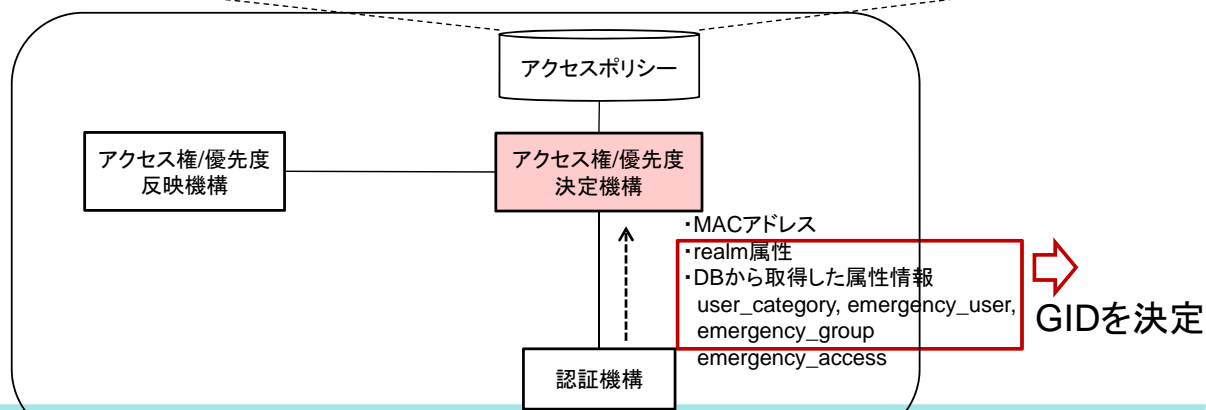 アクセスポリシー
アクセス権/優先度
反映機構
アクセス権/優先度
決定機構
・MACアドレス
・realm属性
・DBから取得した属性情報
user_category, emergency_user,
emergency_group
emergency_access
GIDを決定
認証機構